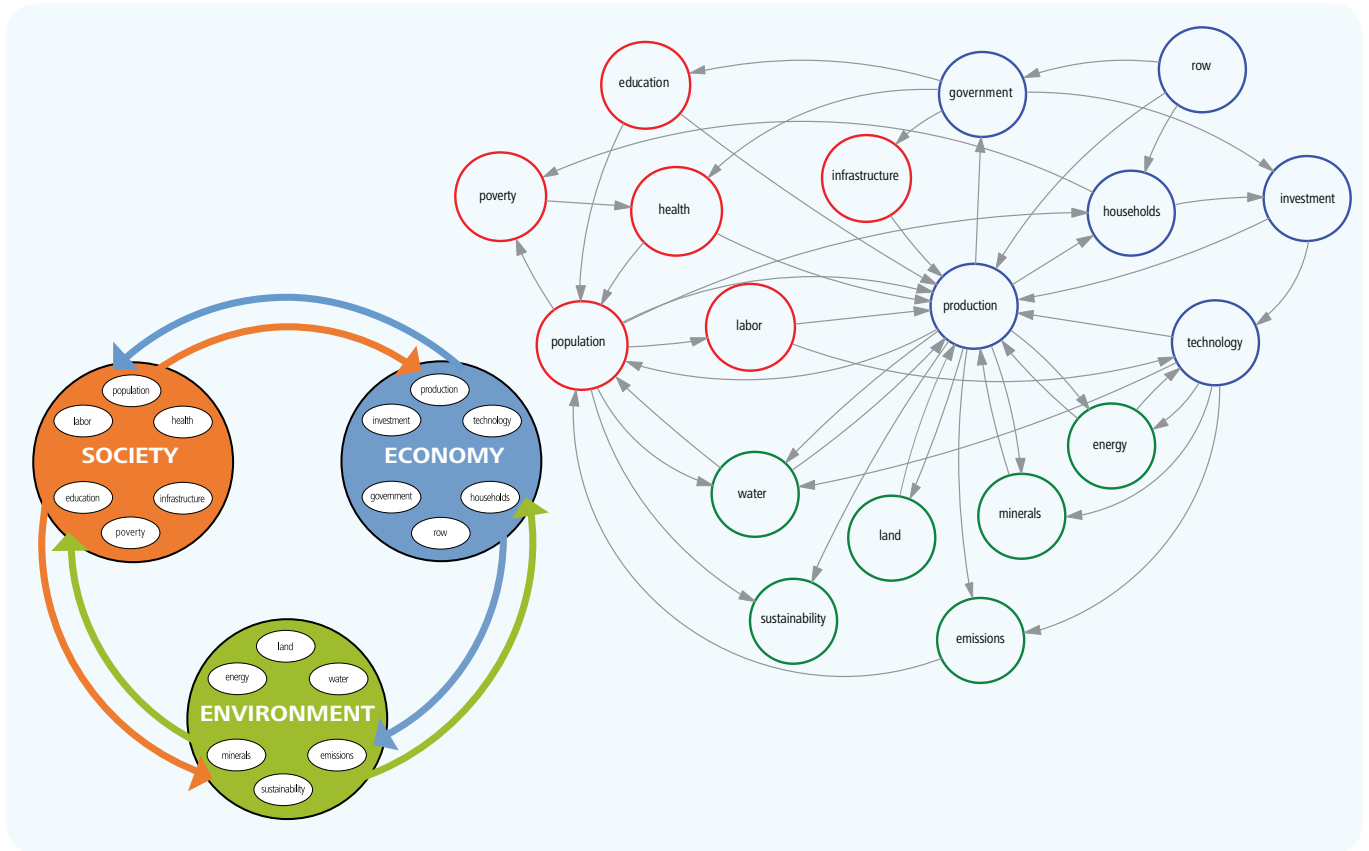 education
government
row
poverty
health
infrastructure
households
investment
population
labor
production
technology
water
land
minerals
energy
sustainability
emissions
population
labor
health
SOCIETY
education
infrastructure
poverty
production
investment
technology
ECONOMY
government
households
row
land
energy
water
ENVIRONMENT
minerals
emissions
sustainability